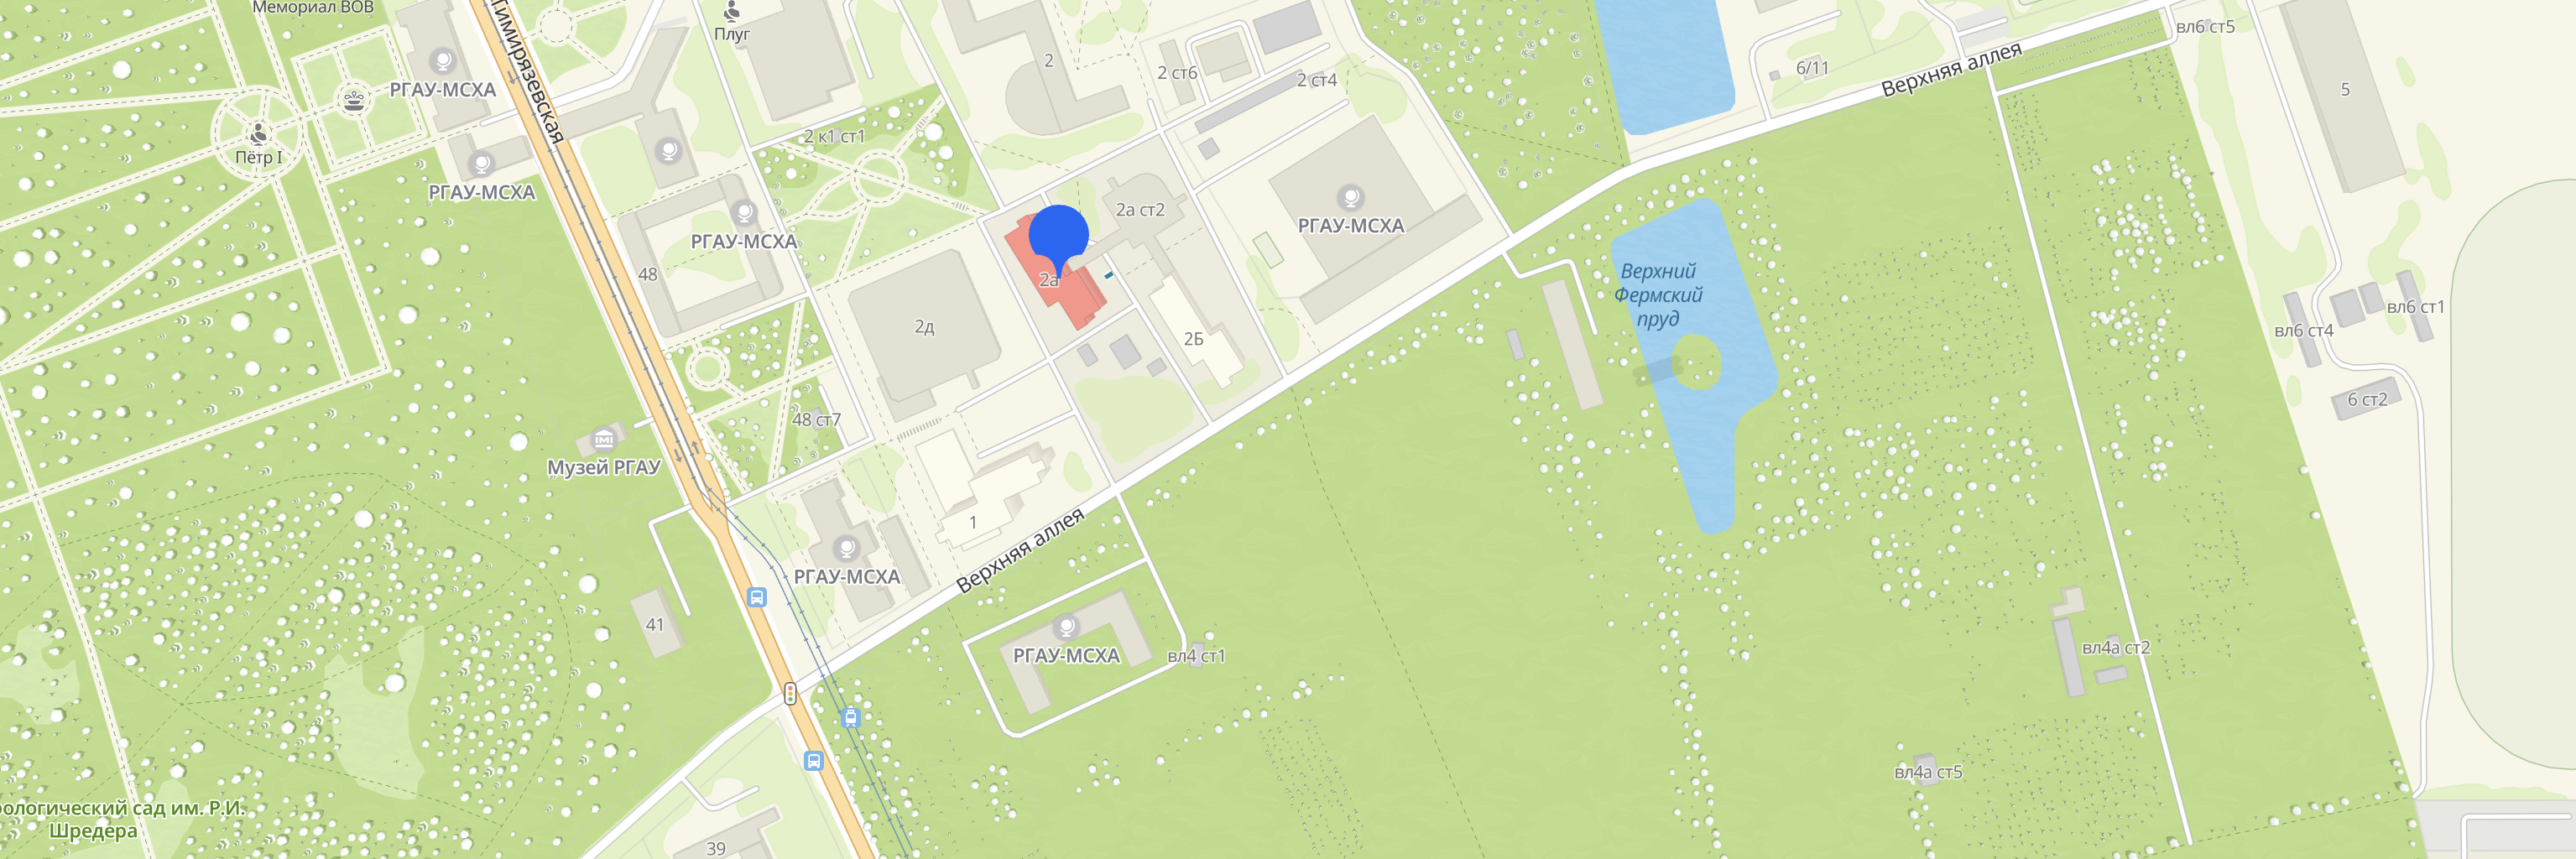 Мемориал ВОВ
Тимирязевская
Плуг
РГАУ-МСХА
2
2 ст6
2 ст4
6/11
Верхняя аллея
вл6 ст5
5
Пётр I
2 к1 ст1
РГАУ-МСХА
РГАУ-МСХА
2а ст2
РГАУ-МСХА
48
2а
Верхний
Фермский
пруд
2д
2Б
вл6 ст4
вл6 ст1
6 ст2
48 ст7
Музей РГАУ
1
РГАУ-МСХА
Верхняя аллея
41
РГАУ-МСХА
вл4 ст1
вл4а ст2
вл4а ст5
ологический сад им. Р.И.
Шредера
39